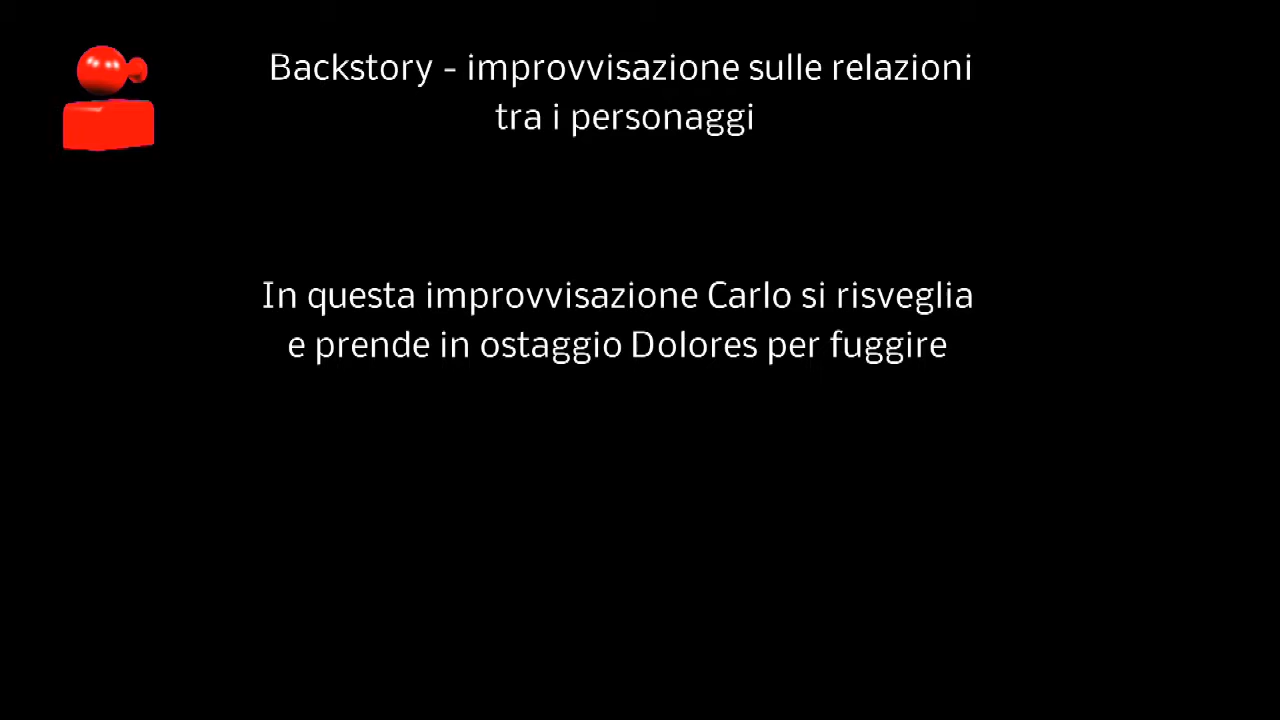 Backstory - improvvisazione sulle relazioni
tra i personaggi
In questa improvvisazione Carlo si risveglia
e prende in ostaggio Dolores per fuggire